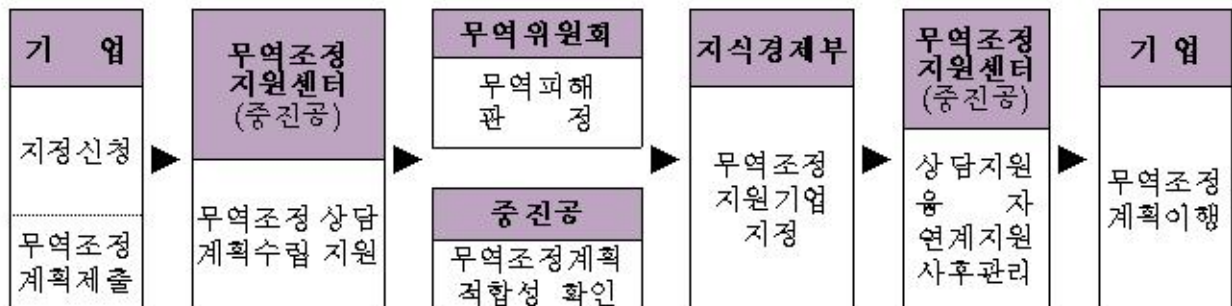 기 업
지정신청
무역조정
계획제출
무역조정
지원센터
(중진공)
무역조정 상담
계획수립 지원
무역위원회
무역피해
판 정
중진공
무역조정계획
적합성 확인
지식경제부
무역조정
지원기업
지정
무역조정
지원센터
(중진공)
상담지원
융 자
연계지원
사후관리
기 업
무역조정
계획이행